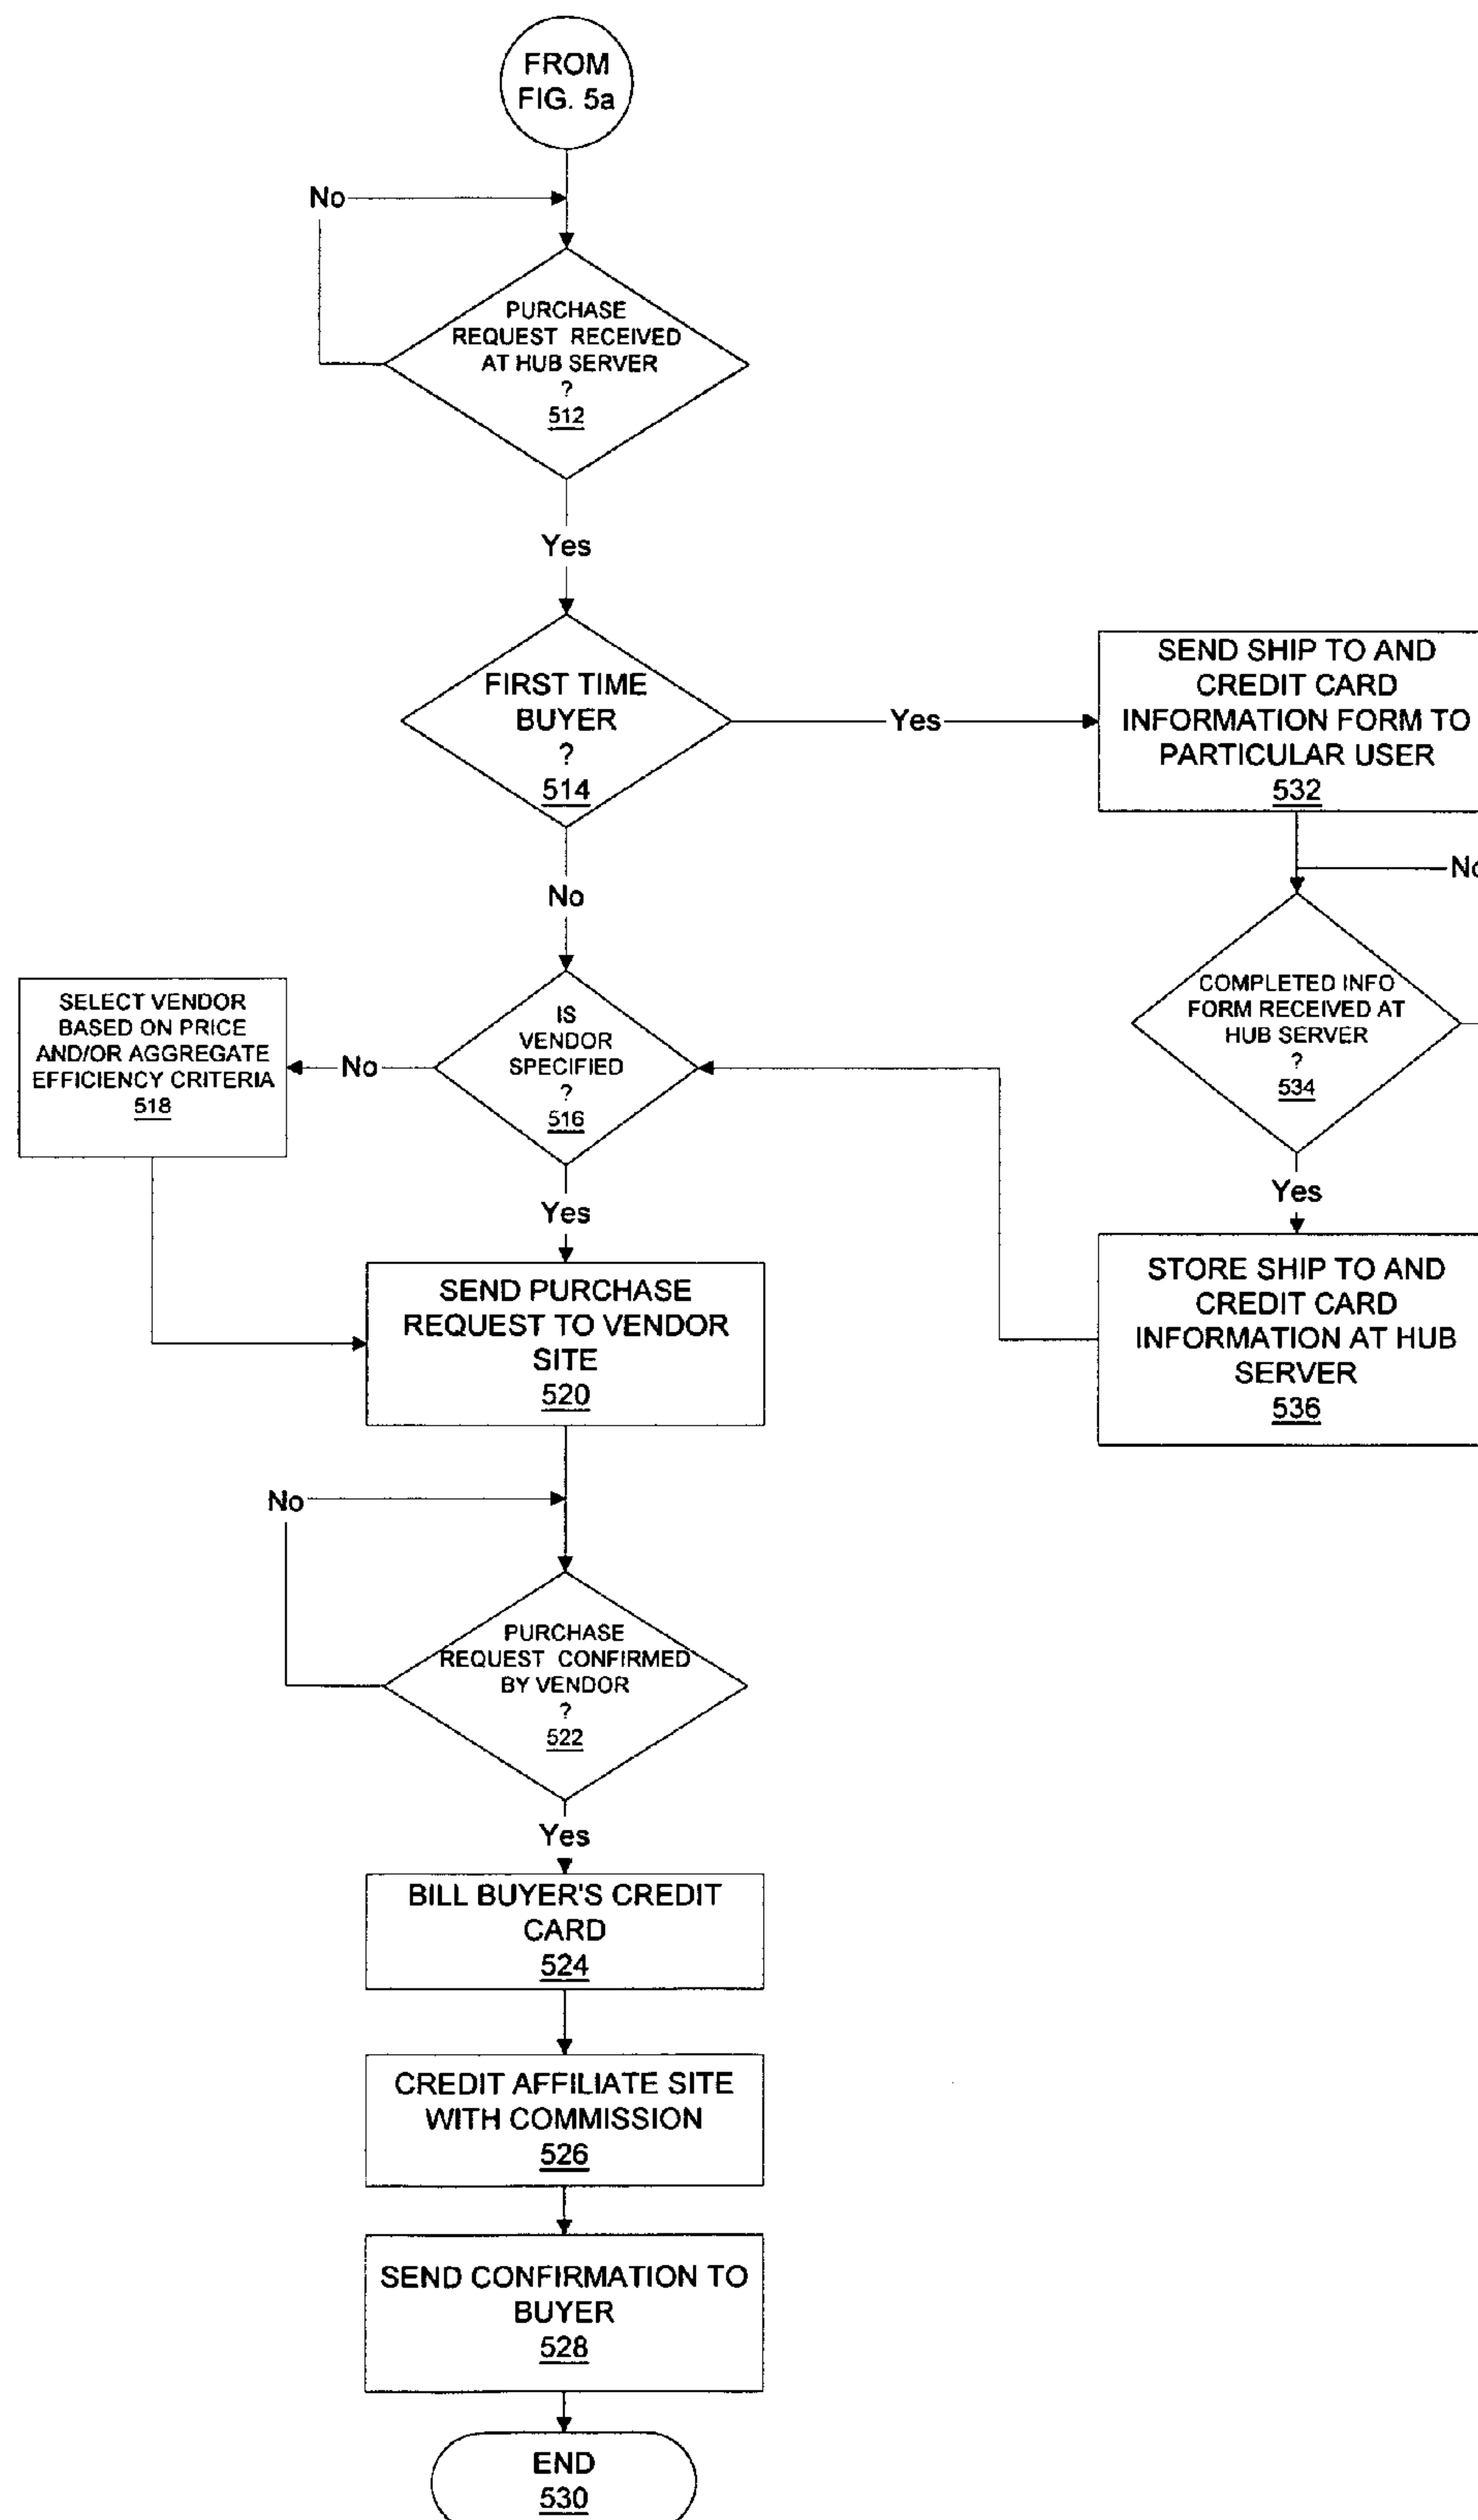 FROM
FIG. 5a
No
PURCHASE
REQUEST RECEIVED
AT HUB SERVER
?
512
Yes
FIRST TIME
BUYER
?
514
Yes
SEND SHIP TO AND
CREDIT CARD
INFORMATION FORM TO
PARTICULAR USER
532
No
No
COMPLETED INFO
FORM RECEIVED AT
HUB SERVER
?
534
SELECT VENDOR
BASED ON PRICE
AND/OR AGGREGATE
EFFICIENCY CRITERIA
518
No
IS
VENDOR
SPECIFIED
?
516
Yes
Yes
SEND PURCHASE
REQUEST TO VENDOR
SITE
520
STORE SHIP TO AND
CREDIT CARD
INFORMATION AT HUB
SERVER
536
No
PURCHASE
REQUEST CONFIRMED
BY VENDOR
?
522
Yes
BILL BUYER'S CREDIT
CARD
524
CREDIT AFFILIATE SITE
WITH COMMISSION
526
SEND CONFIRMATION TO
BUYER
528
END
530